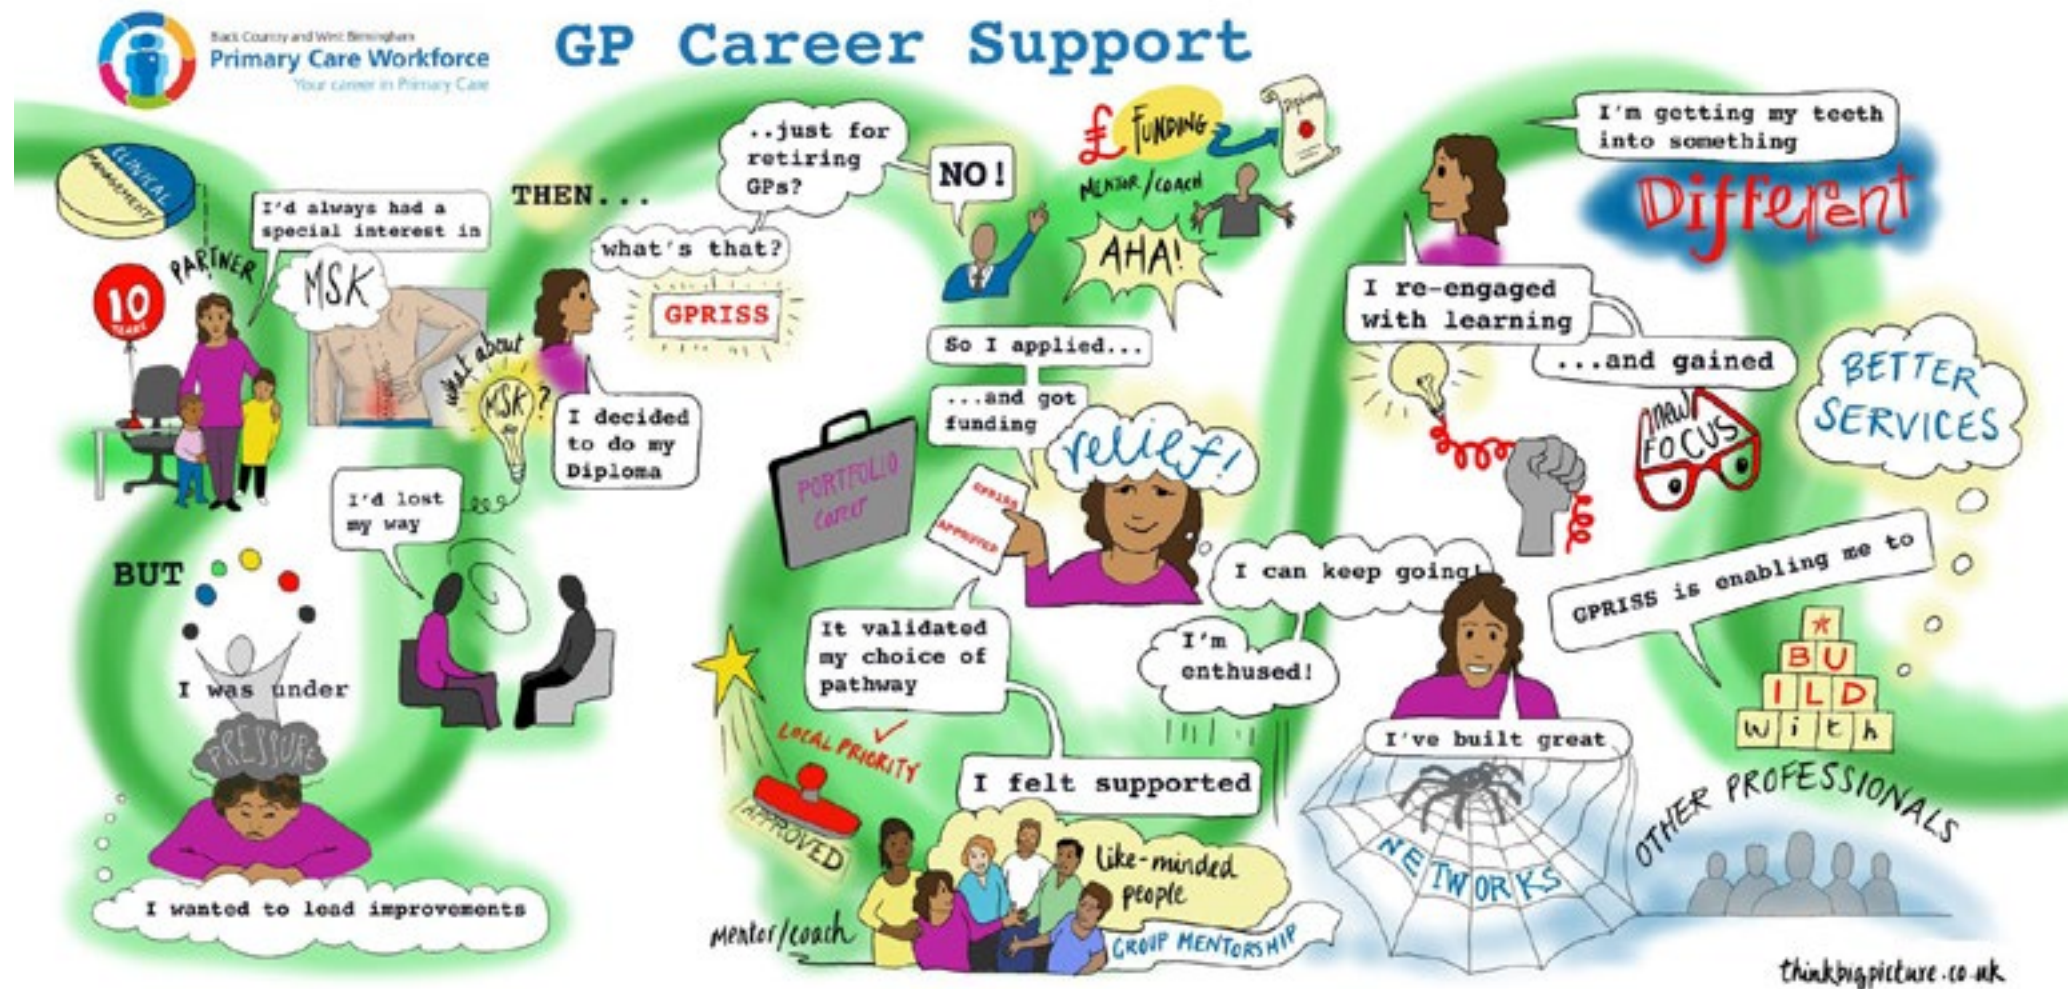 Black Country and West Birmingham
Primary Care Workforce
Your career in Primary Care
GP Career Support
CLINICAL
MANAGEMENT
10
YEARS
PARTNER
I'd always had a
special interest in
MSK
BUT
I was under
PRESSURE
I wanted to lead improvements
I'd lost
my way
THEN...
what about
MSK?
I decided
to do my
Diploma
what's that?
GPRISS
..just for
retiring
GPs?
NO!
£ FUNDING
Diploma
MENTOR/COACH
AHA!
So I applied...
...and got
funding
relief!
PORTFOLIO
Career
GPRISS
APPROVED
It validated
my choice of
pathway
LOCAL PRIORITY
APPROVED
I felt supported
Like-minded
people
Mentor/coach
GROUP MENTORSHIP
I can keep going!
I'm
enthused!
I'm getting my teeth
into something
Different
I re-engaged
with learning
...and gained
new
FOCUS
I've built great
NETWORKS
GPRISS is enabling me to
BU
ILD
with
OTHER PROFESSIONALS
BETTER
SERVICES
thinkbigpicture.co.uk